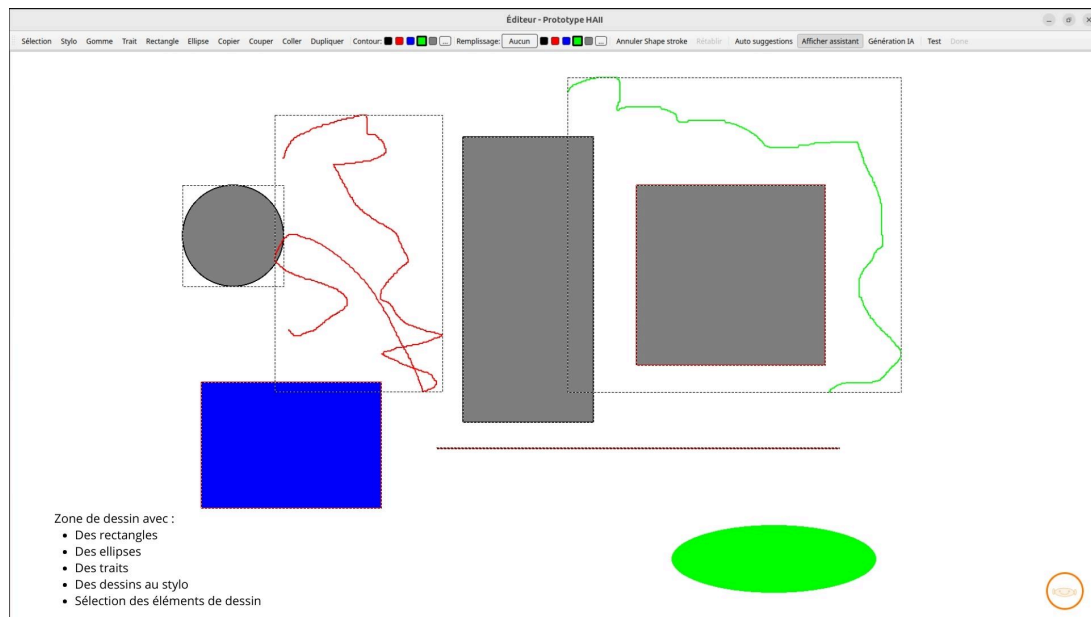 Éditeur - Prototype HAII
Sélection Stylo Gomme Trait Rectangle Ellipse Copier Couper Coller Dupliquer Contour: ... Remplissage: Aucun ... Annuler Shape stroke Rétablir Auto suggestions Afficher assistant Génération IA Test Done
Zone de dessin avec :
• Des rectangles
• Des ellipses
• Des traits
• Des dessins au stylo
• Sélection des éléments de dessin